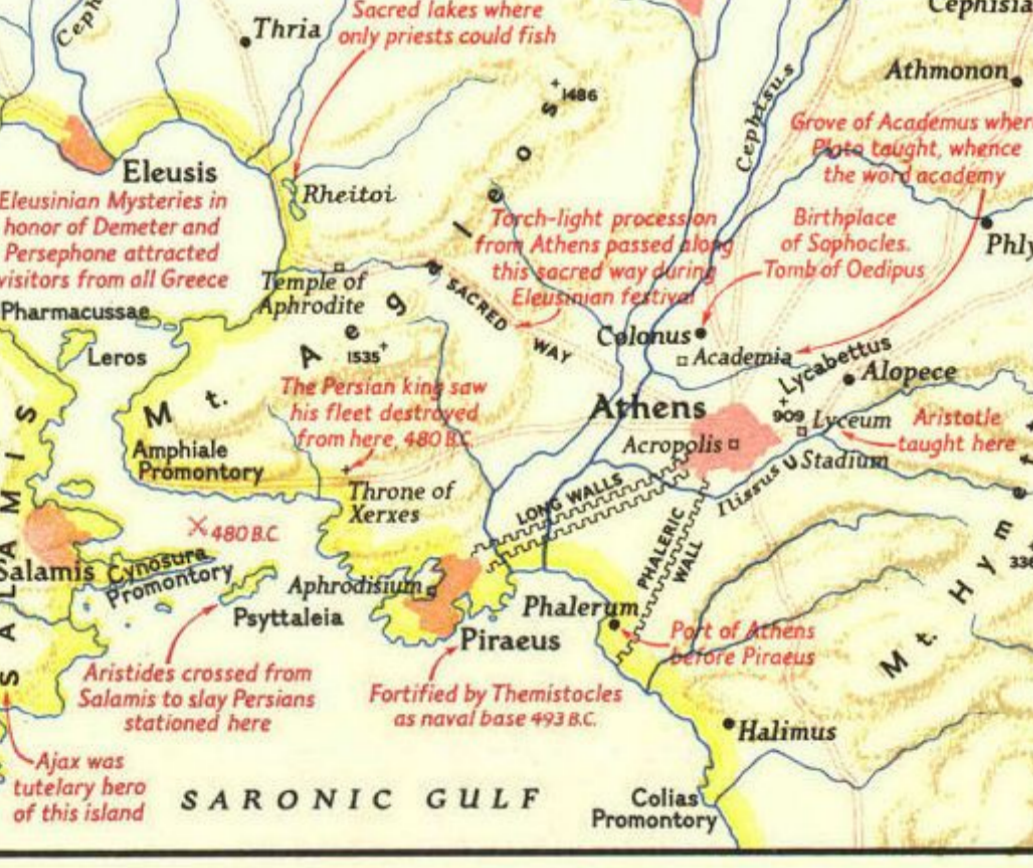 Sacred lakes where
only priests could fish
Thria
Cephisia
Athmonon
1486
Cephisus
Grove of Academus where
Plato taught, whence
the word academy
Eleusis
Eleusinian Mysteries in
honor of Demeter and
Persephone attracted
visitors from all Greece
Rheitoi
Torch-light procession
from Athens passed along
this sacred way during
Eleusinian festival
Birthplace
of Sophocles.
Tomb of Oedipus
Temple of
Aphrodite
SACRED WAY
Pharmacussae
Leros
Mt. Aegaleos
1535
Colonus
Academia
Lycabettus
909
Alopece
Athens
Acropolis
Lyceum
Aristotle
taught here
Stadium
Ilissus
The Persian king saw
his fleet destroyed
from here, 480 B.C.
Amphiale
Promontory
Throne of
Xerxes
LONG WALLS
PHALERIC
WALL
480 B.C.
SALAMIS
Salamis
Cynosura
Promontory
Psyttaleia
Aphrodisium
Piraeus
Phalerum
Port of Athens
before Piraeus
Mt. Hymett
Aristides crossed from
Salamis to slay Persians
stationed here
Fortified by Themistocles
as naval base 493 B.C.
Halimus
Ajax was
tutelary hero
of this island
SARONIC GULF
Colias
Promontory